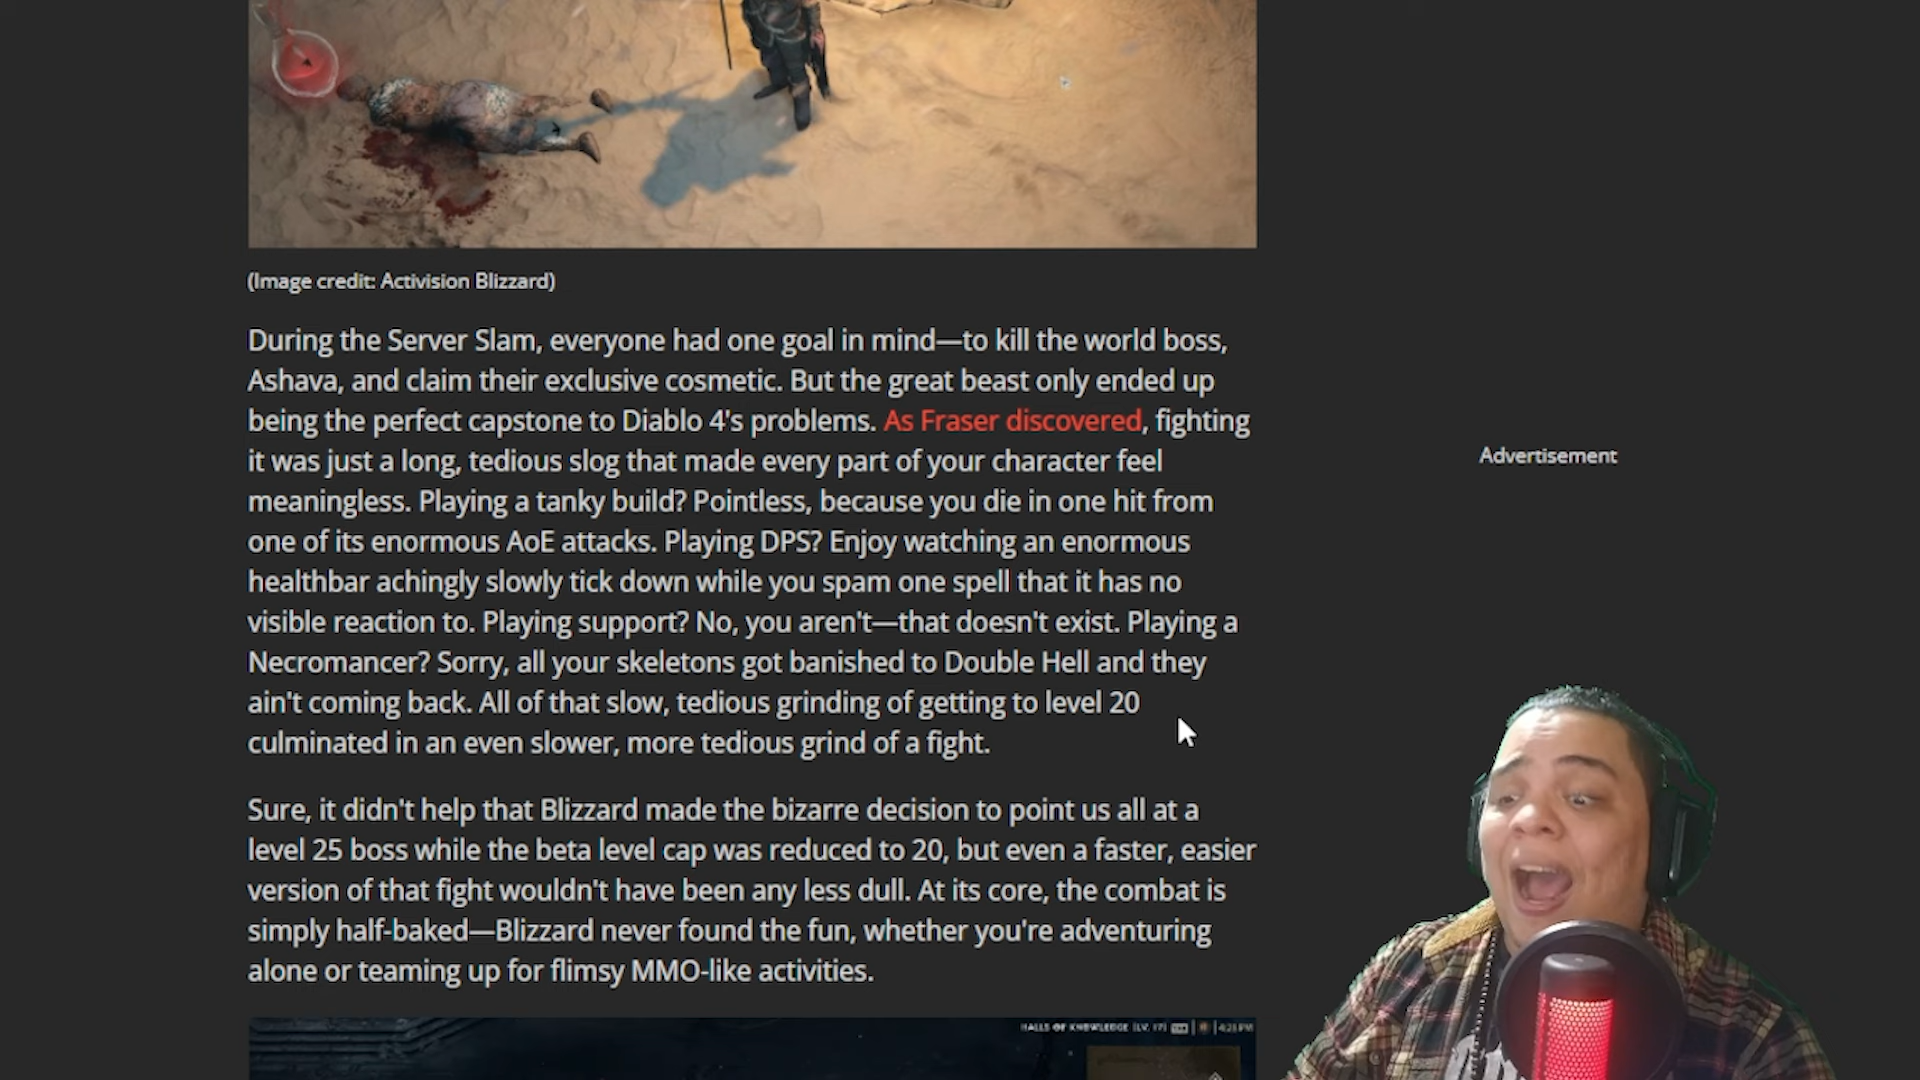 (Image credit: Activision Blizzard)
During the Server Slam, everyone had one goal in mind—to kill the world boss,
Ashava, and claim their exclusive cosmetic. But the great beast only ended up
being the perfect capstone to Diablo 4's problems. As Fraser discovered, fighting
it was just a long, tedious slog that made every part of your character feel
meaningless. Playing a tanky build? Pointless, because you die in one hit from
one of its enormous AoE attacks. Playing DPS? Enjoy watching an enormous
healthbar achingly slowly tick down while you spam one spell that it has no
visible reaction to. Playing support? No, you aren't—that doesn't exist. Playing a
Necromancer? Sorry, all your skeletons got banished to Double Hell and they
ain't coming back. All of that slow, tedious grinding of getting to level 20
culminated in an even slower, more tedious grind of a fight.
Sure, it didn't help that Blizzard made the bizarre decision to point us all at a
level 25 boss while the beta level cap was reduced to 20, but even a faster, easier
version of that fight wouldn't have been any less dull. At its core, the combat is
simply half-baked—Blizzard never found the fun, whether you're adventuring
alone or teaming up for flimsy MMO-like activities.
HALLS OF KNOWLEDGE (LV. 17) 4:25 PM
Advertisement